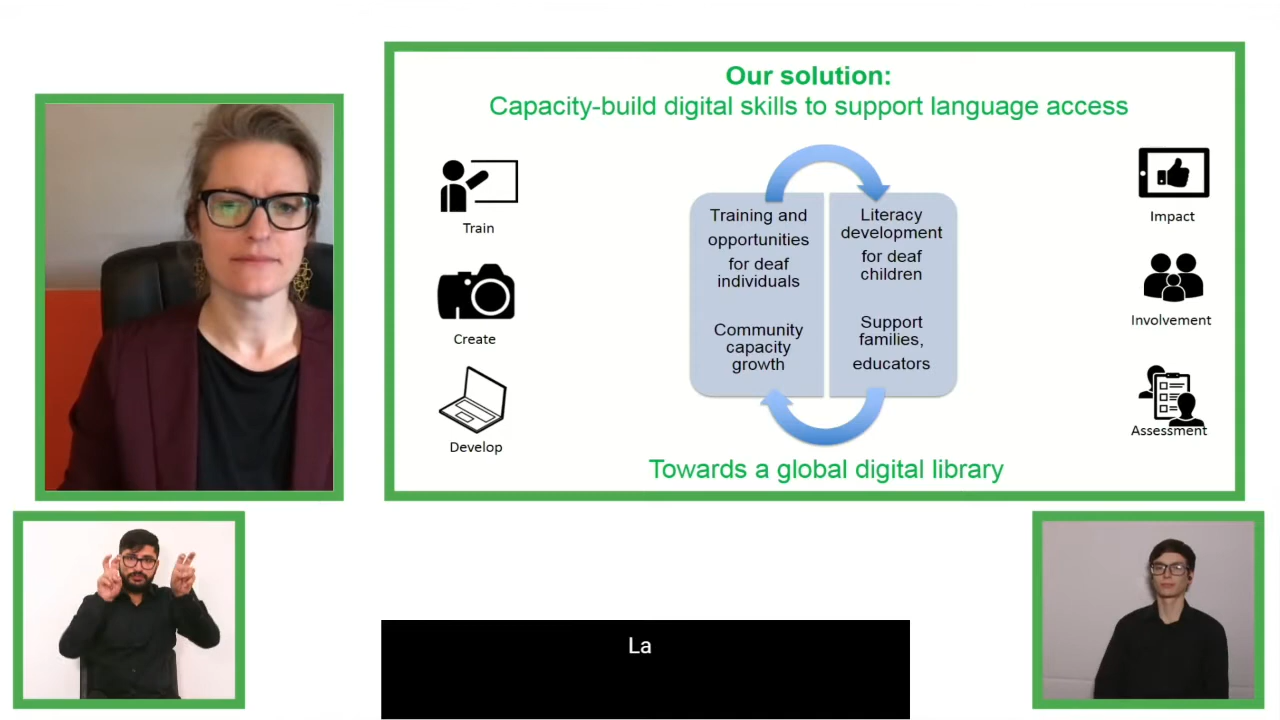 Our solution:
Capacity-build digital skills to support language access
Train
Create
Develop
Training and
opportunities
for deaf
individuals
Community
capacity
growth
Literacy
development
for deaf
children
Support
families,
educators
Impact
Involvement
Assessment
Towards a global digital library
La